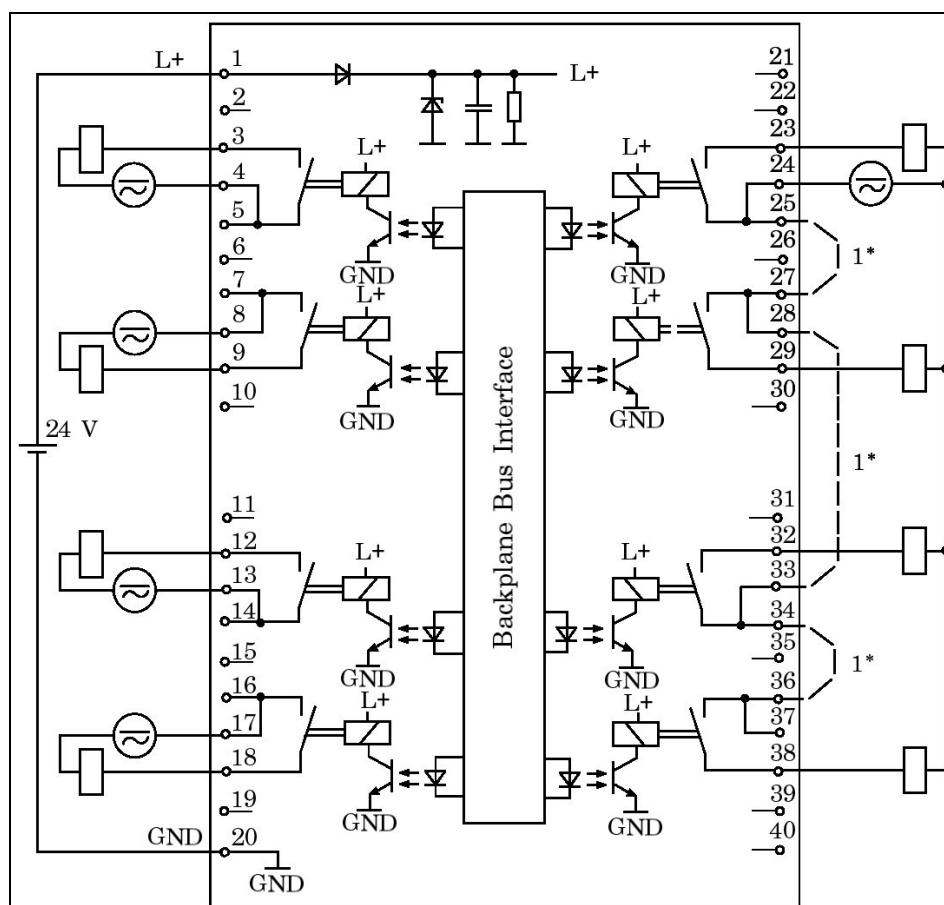 L+ 1 L+ 21
2 22
3 L+ L+ 23
4 24
5 25
6 GND GND 26 1*
7 L+ L+ 27
8 28
9 29
10 GND GND 30
24 V
Backplane Bus Interface
1*
11 31
12 L+ L+ 32
13 33
14 34
15 GND GND 35 1*
16 L+ L+ 36
17 37
18 38
19 GND GND 39
GND 20 40
GND